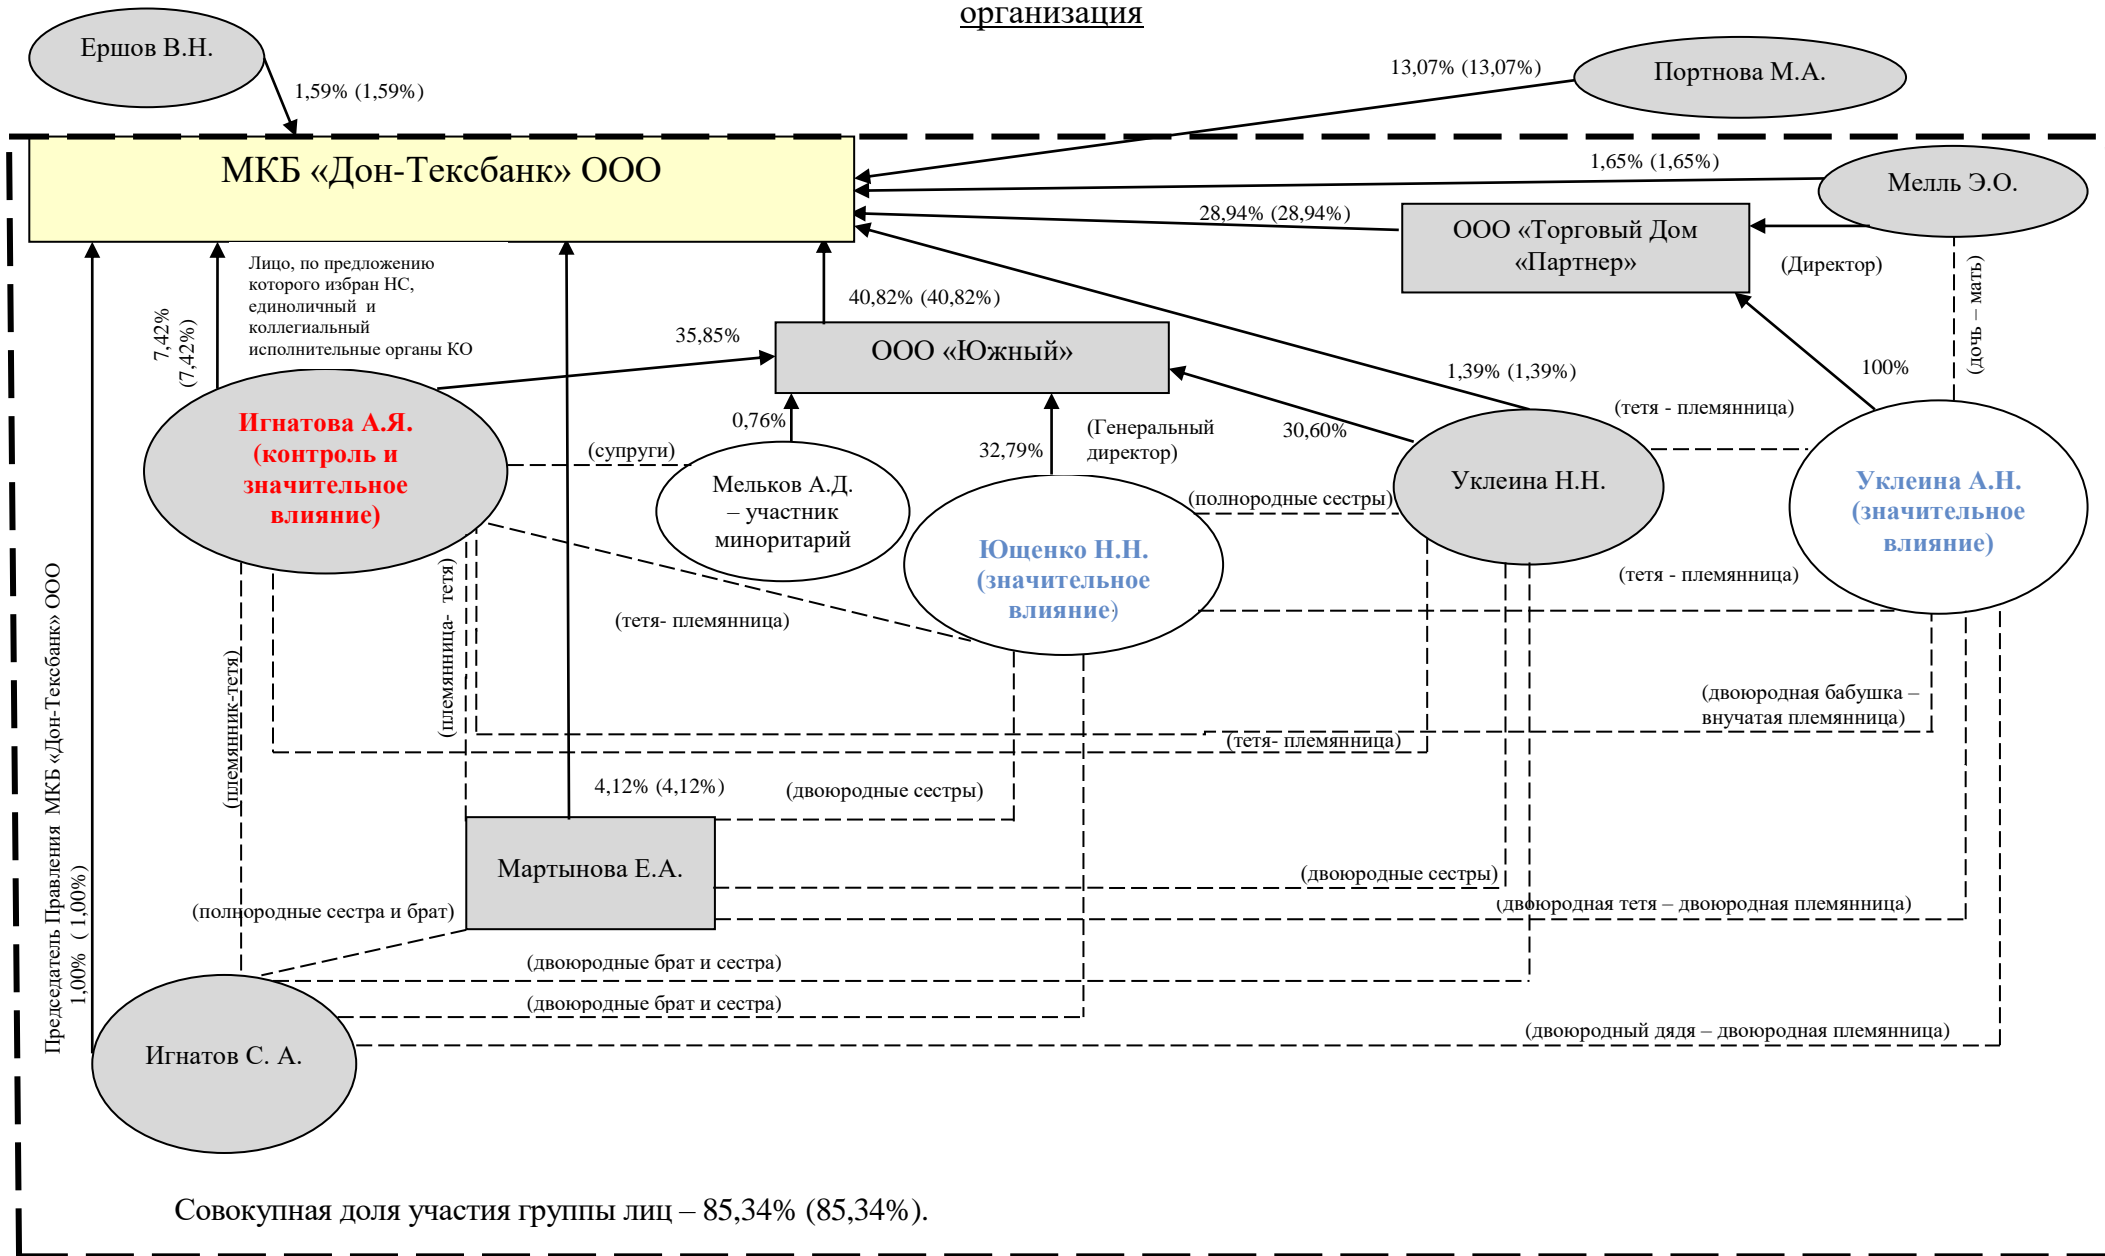 организация
Ершов В.Н.
1,59% (1,59%)
13,07% (13,07%)
Портнова М.А.
МКБ «Дон-Тексбанк» ООО
1,65% (1,65%)
Мелль Э.О.
28,94% (28,94%)
ООО «Торговый Дом
«Партнер»
(Директор)
(дочь – мать)
Лицо, по предложению
которого избран НС,
единоличный и
коллегиальный
исполнительные органы КО
7,42%
(7,42%)
40,82% (40,82%)
35,85%
ООО «Южный»
1,39% (1,39%)
100%
Игнатова А.Я.
(контроль и
значительное
влияние)
(супруги)
0,76%
Мельков А.Д.
– участник
миноритарий
32,79%
(Генеральный
директор)
30,60%
(тетя - племянница)
Уклеина Н.Н.
Уклеина А.Н.
(значительное
влияние)
(полнородные сестры)
Ющенко Н.Н.
(значительное
влияние)
(тетя - племянница)
(тетя- племянница)
(племянница- тетя)
(племянник-тетя)
(двоюродная бабушка –
внучатая племянница)
(тетя- племянница)
4,12% (4,12%)
(двоюродные сестры)
Мартынова Е.А.
(двоюродные сестры)
(двоюродная тетя – двоюродная племянница)
(полнородные сестра и брат)
(двоюродные брат и сестра)
(двоюродные брат и сестра)
(двоюродный дядя – двоюродная племянница)
Председатель Правления МКБ «Дон-Тексбанк» ООО
1,00% ( 1,00%)
Игнатов С. А.
Совокупная доля участия группы лиц – 85,34% (85,34%).